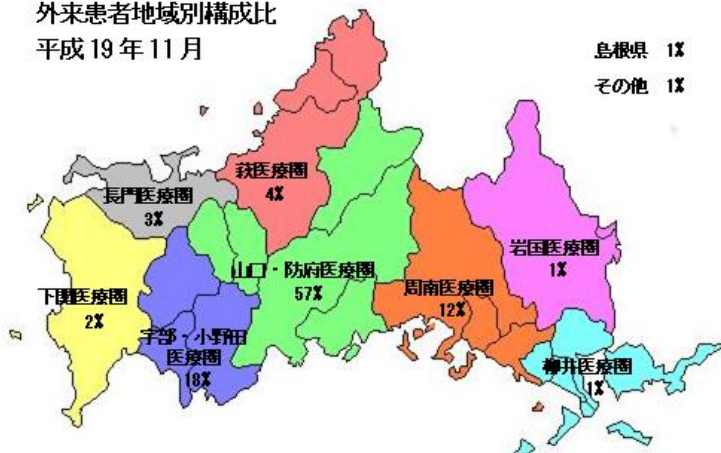 外来患者地域別構成比
平成19年11月
島根県 1%
その他 1%
萩医療圏
4%
長門医療圏
3%
岩国医療圏
1%
山口・防府医療圏
57%
周南医療圏
12%
下関医療圏
2%
宇部・小野田
医療圏
18%
柳井医療圏
1%